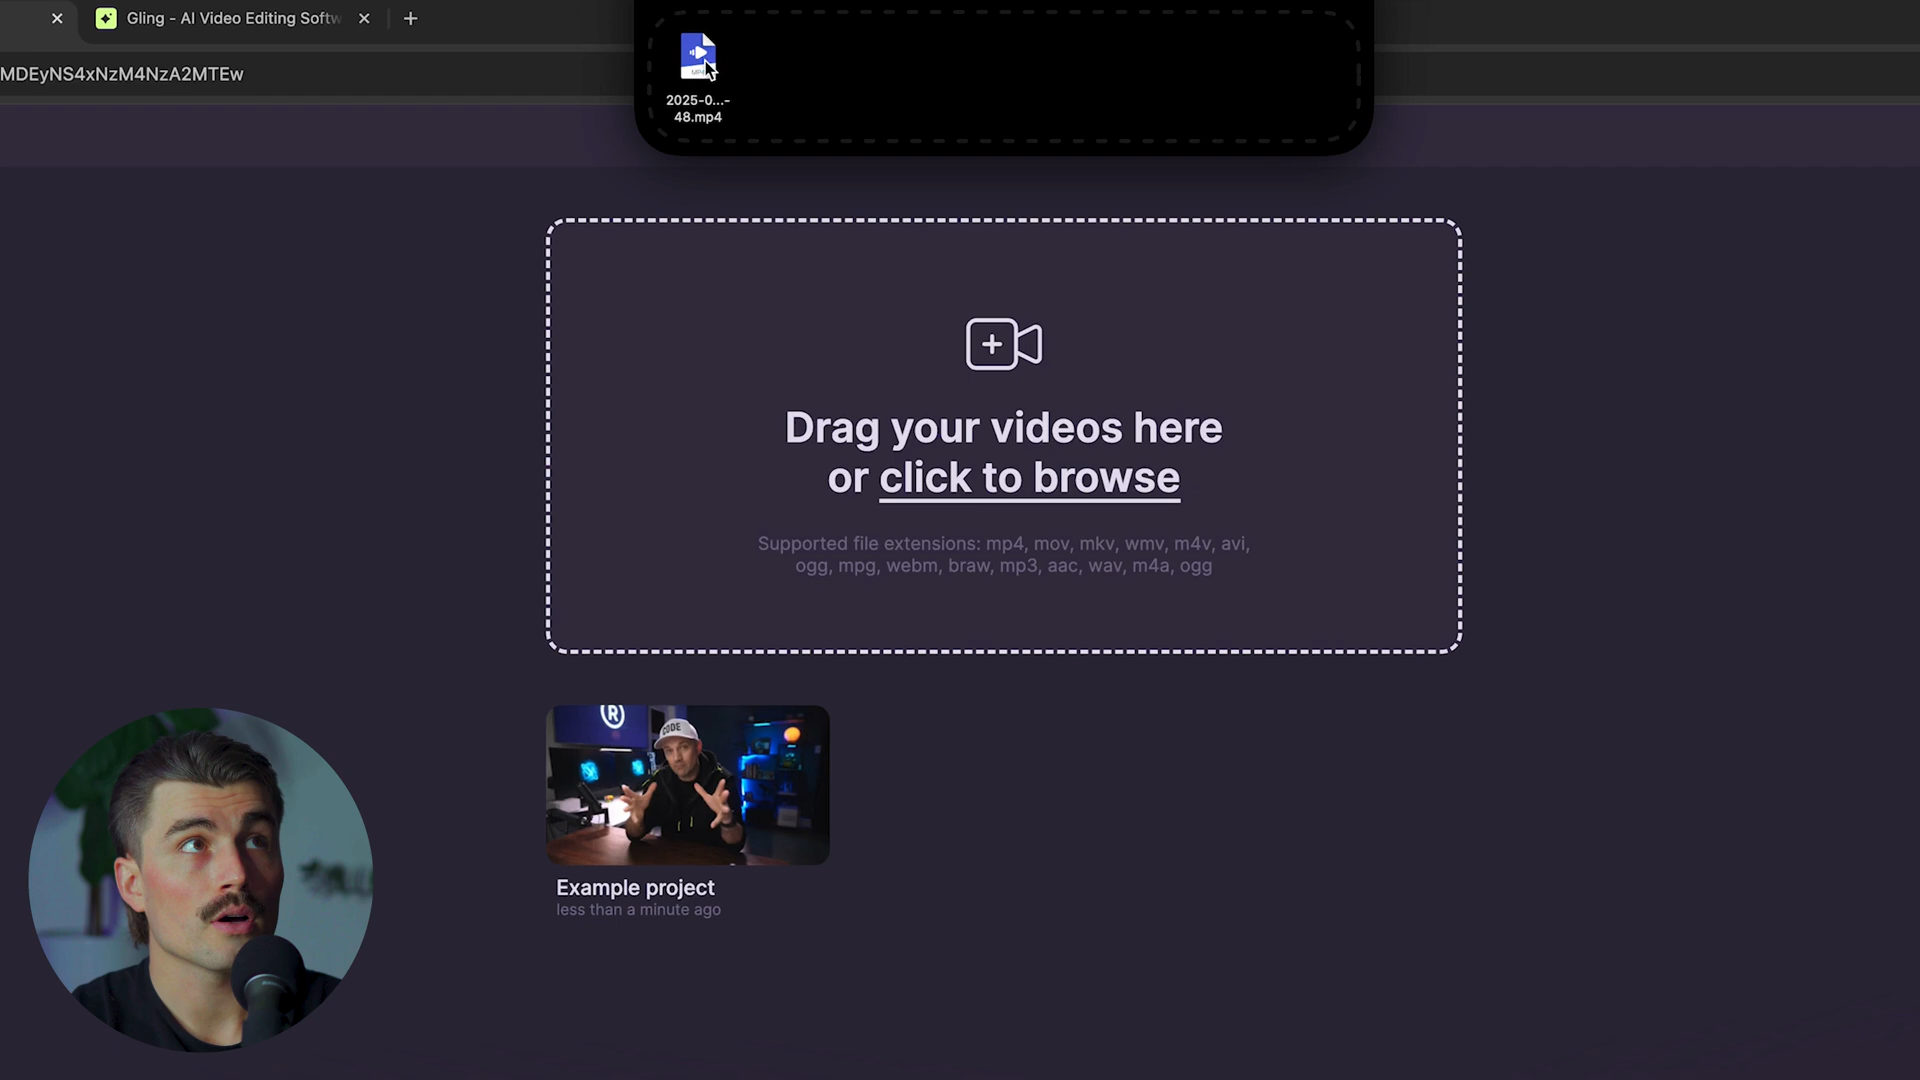 Gling - AI Video Editing Softw
MDEyNS4xNzM4NzA2MTEw
2025-0...-
48.mp4
Drag your videos here
or click to browse
Supported file extensions: mp4, mov, mkv, wmv, m4v, avi,
ogg, mpg, webm, braw, mp3, aac, wav, m4a, ogg
R
CODE
Example project
less than a minute ago